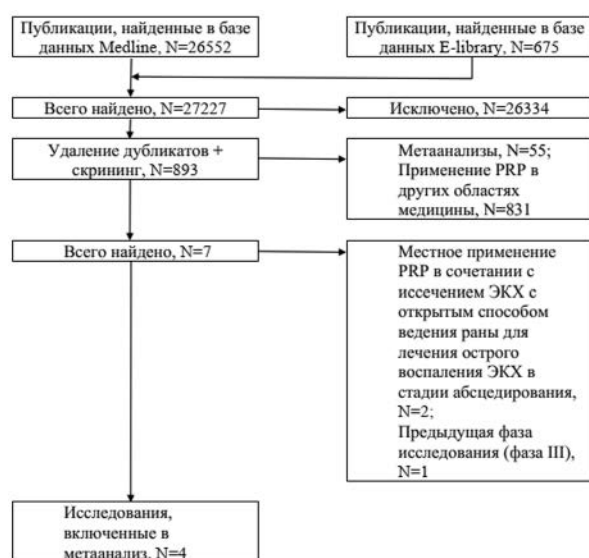 Публикации, найденные в базе
данных Medline, N=26552
Публикации, найденные в базе
данных E-library, N=675
Всего найдено, N=27227
Исключено, N=26334
Удаление дубликатов +
скрининг, N=893
Метаанализы, N=55;
Применение PRP в
других областях
медицины, N=831
Всего найдено, N=7
Местное применение
PRP в сочетании с
иссечением ЭКХ с
открытым способом
ведения раны для
лечения острого
воспаления ЭКХ в
стадии абсцедирования,
N=2;
Предыдущая фаза
исследования (фаза III),
N=1
Исследования,
включенные в
метаанализ, N=4